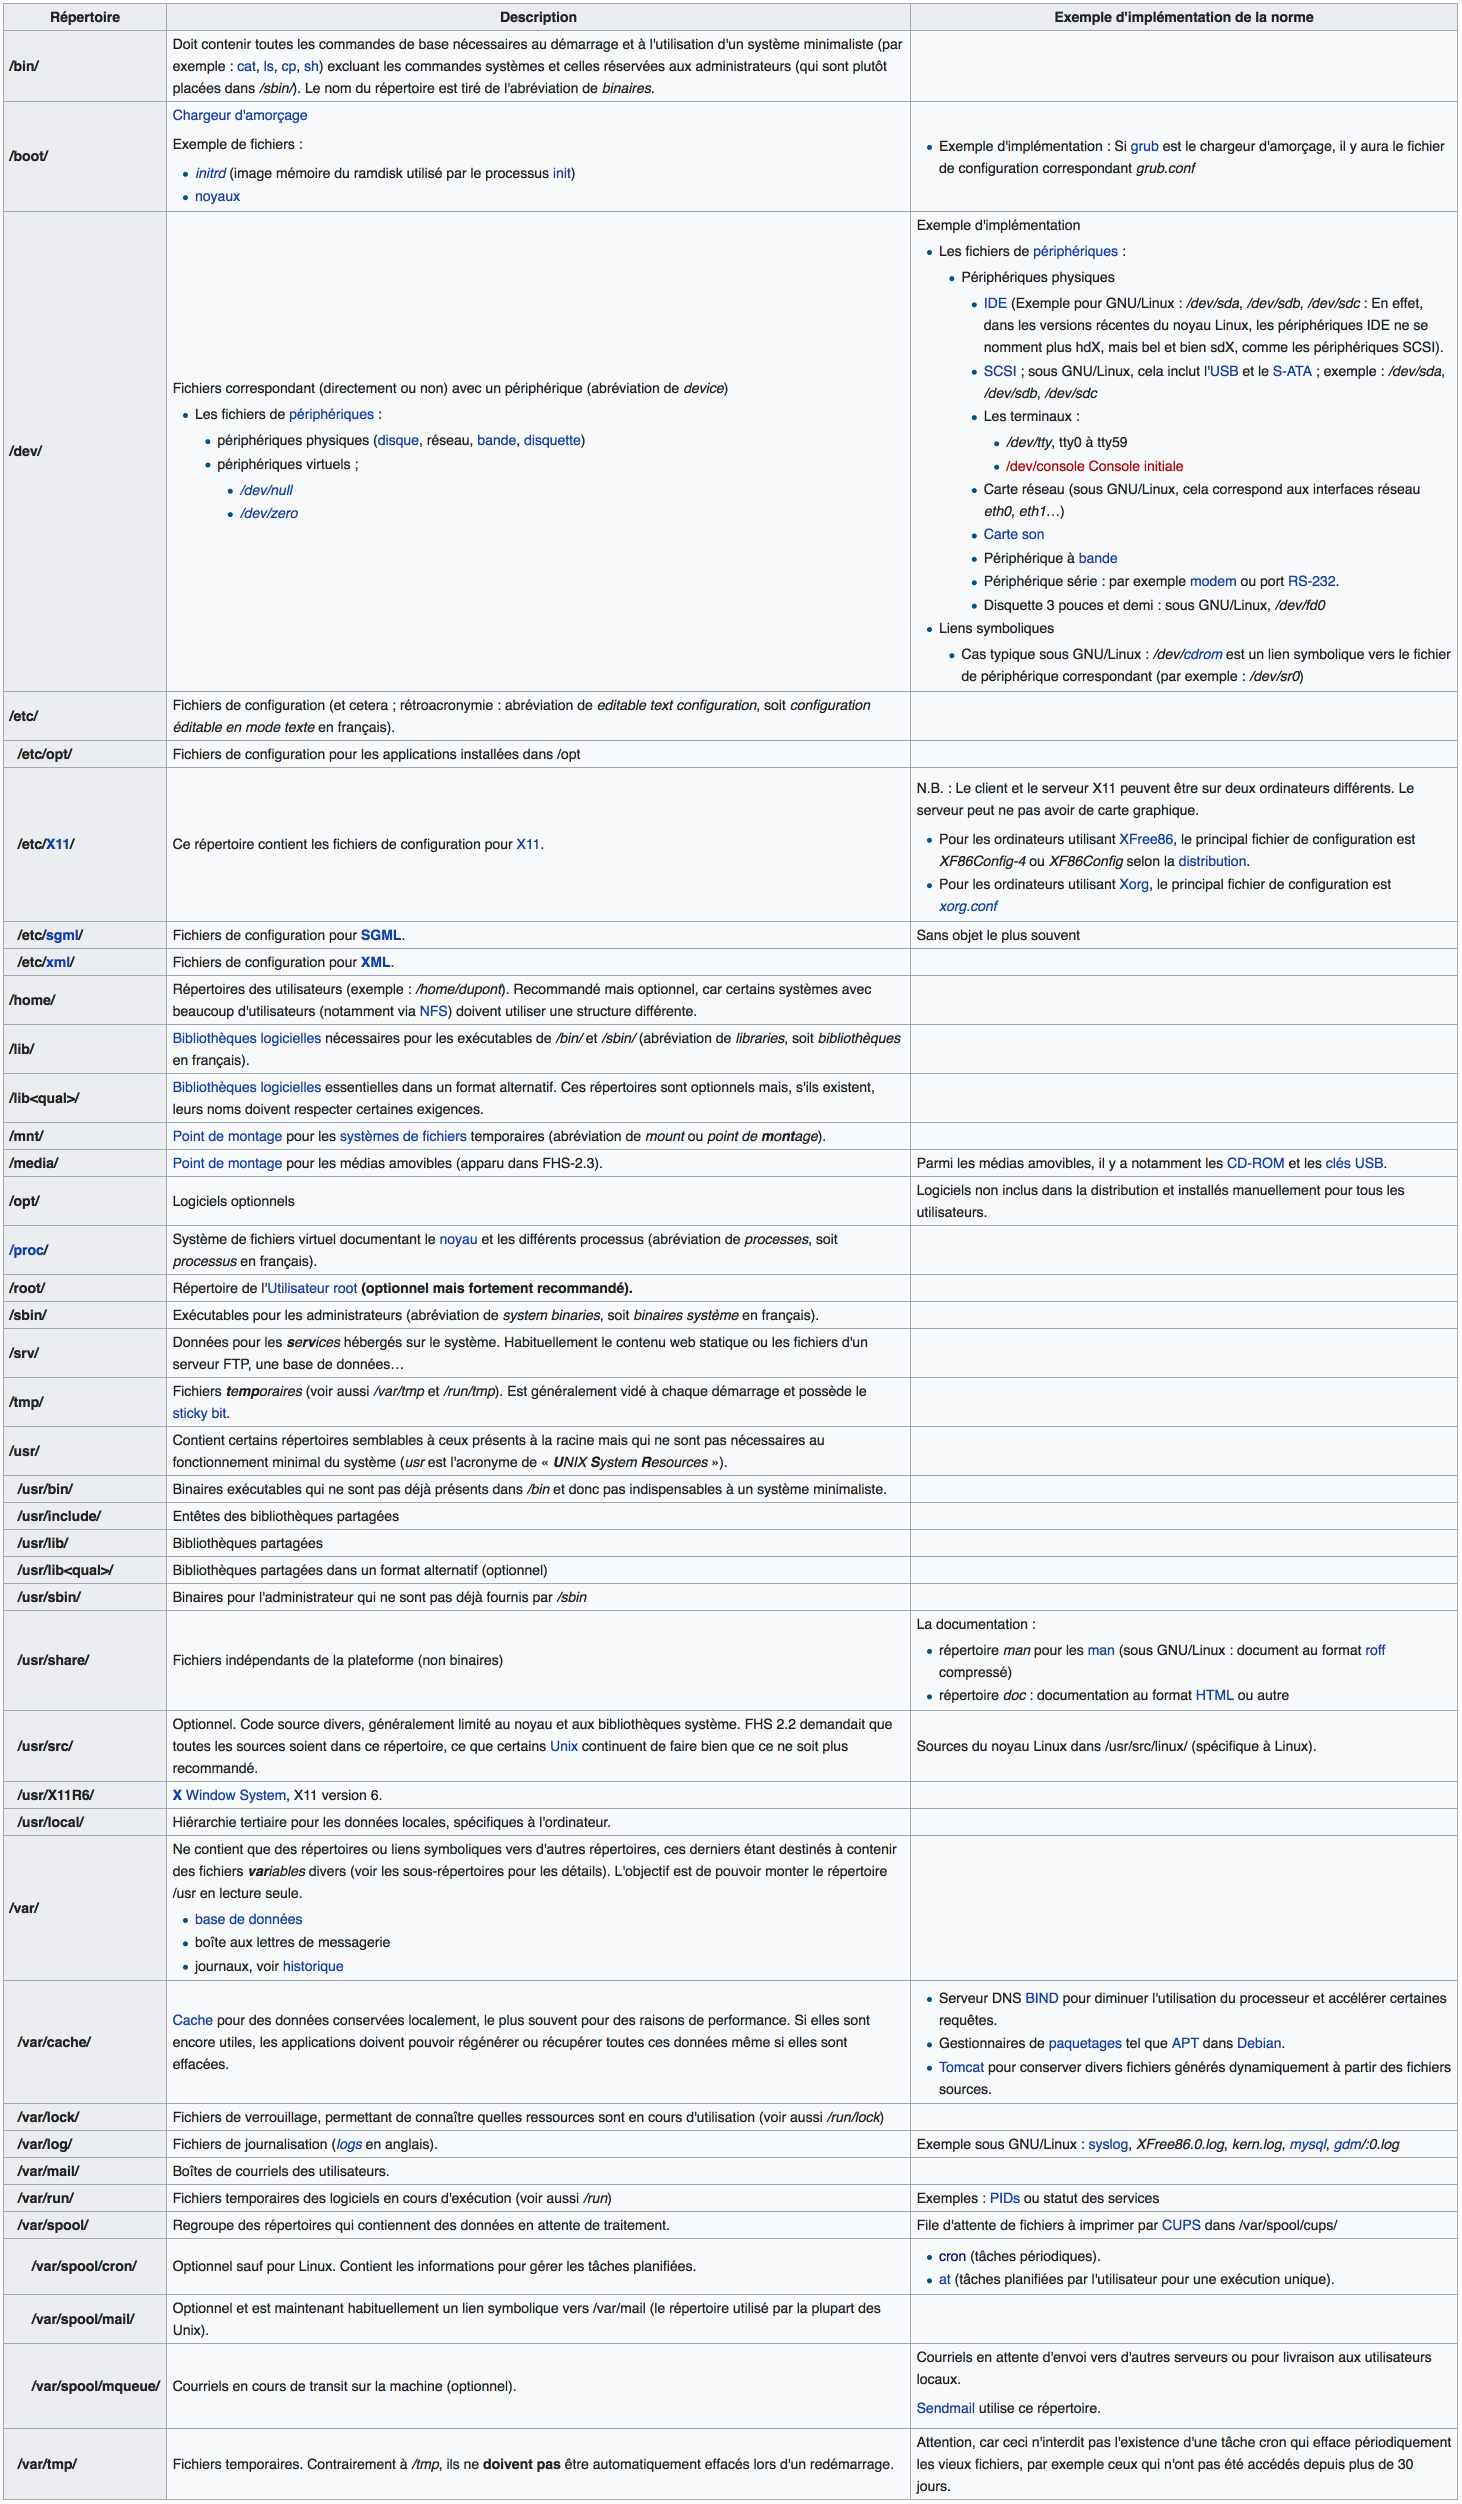 Répertoire Description Exemple d'implémentation de la norme
/bin/
Doit contenir toutes les commandes de base nécessaires au démarrage et à l'utilisation d'un système minimaliste (par
exemple : cat, ls, cp, sh) excluant les commandes systèmes et celles réservées aux administrateurs (qui sont plutôt
placées dans /sbin/). Le nom du répertoire est tiré de l'abréviation de binaires.
/boot/
Chargeur d'amorçage
Exemple de fichiers :
• initrd (image mémoire du ramdisk utilisé par le processus init)
• noyaux
• Exemple d'implémentation : Si grub est le chargeur d'amorçage, il y aura le fichier
de configuration correspondant grub.conf
/dev/
Fichiers correspondant (directement ou non) avec un périphérique (abréviation de device)
• Les fichiers de périphériques :
• périphériques physiques (disque, réseau, bande, disquette)
• périphériques virtuels ;
• /dev/null
• /dev/zero
Exemple d'implémentation
• Les fichiers de périphériques :
• Périphériques physiques
• IDE (Exemple pour GNU/Linux : /dev/sda, /dev/sdb, /dev/sdc : En effet,
dans les versions récentes du noyau Linux, les périphériques IDE ne se
nomment plus hdX, mais bel et bien sdX, comme les périphériques SCSI).
• SCSI ; sous GNU/Linux, cela inclut l'USB et le S-ATA ; exemple : /dev/sda,
/dev/sdb, /dev/sdc
• Les terminaux :
• /dev/tty, tty0 à tty59
• /dev/console Console initiale
• Carte réseau (sous GNU/Linux, cela correspond aux interfaces réseau
eth0, eth1…)
• Carte son
• Périphérique à bande
• Périphérique série : par exemple modem ou port RS-232.
• Disquette 3 pouces et demi : sous GNU/Linux, /dev/fd0
• Liens symboliques
• Cas typique sous GNU/Linux : /dev/cdrom est un lien symbolique vers le fichier
de périphérique correspondant (par exemple : /dev/sr0)
/etc/
Fichiers de configuration (et cetera ; rétroacronymie : abréviation de editable text configuration, soit configuration
éditable en mode texte en français).
/etc/opt/ Fichiers de configuration pour les applications installées dans /opt
/etc/X11/ Ce répertoire contient les fichiers de configuration pour X11.
N.B. : Le client et le serveur X11 peuvent être sur deux ordinateurs différents. Le
serveur peut ne pas avoir de carte graphique.
• Pour les ordinateurs utilisant XFree86, le principal fichier de configuration est
XF86Config-4 ou XF86Config selon la distribution.
• Pour les ordinateurs utilisant Xorg, le principal fichier de configuration est
xorg.conf
/etc/sgml/ Fichiers de configuration pour SGML. Sans objet le plus souvent
/etc/xml/ Fichiers de configuration pour XML.
/home/
Répertoires des utilisateurs (exemple : /home/dupont). Recommandé mais optionnel, car certains systèmes avec
beaucoup d'utilisateurs (notamment via NFS) doivent utiliser une structure différente.
/lib/
Bibliothèques logicielles nécessaires pour les exécutables de /bin/ et /sbin/ (abréviation de libraries, soit bibliothèques
en français).
/lib<qual>/
Bibliothèques logicielles essentielles dans un format alternatif. Ces répertoires sont optionnels mais, s'ils existent,
leurs noms doivent respecter certaines exigences.
/mnt/ Point de montage pour les systèmes de fichiers temporaires (abréviation de mount ou point de montage).
/media/ Point de montage pour les médias amovibles (apparu dans FHS-2.3). Parmi les médias amovibles, il y a notamment les CD-ROM et les clés USB.
/opt/ Logiciels optionnels
Logiciels non inclus dans la distribution et installés manuellement pour tous les
utilisateurs.
/proc/
Système de fichiers virtuel documentant le noyau et les différents processus (abréviation de processes, soit
processus en français).
/root/ Répertoire de l'Utilisateur root (optionnel mais fortement recommandé).
/sbin/ Exécutables pour les administrateurs (abréviation de system binaries, soit binaires système en français).
/srv/
Données pour les services hébergés sur le système. Habituellement le contenu web statique ou les fichiers d'un
serveur FTP, une base de données…
/tmp/
Fichiers temporaires (voir aussi /var/tmp et /run/tmp). Est généralement vidé à chaque démarrage et possède le
sticky bit.
/usr/
Contient certains répertoires semblables à ceux présents à la racine mais qui ne sont pas nécessaires au
fonctionnement minimal du système (usr est l'acronyme de « UNIX System Resources »).
/usr/bin/ Binaires exécutables qui ne sont pas déjà présents dans /bin et donc pas indispensables à un système minimaliste.
/usr/include/ Entêtes des bibliothèques partagées
/usr/lib/ Bibliothèques partagées
/usr/lib<qual>/ Bibliothèques partagées dans un format alternatif (optionnel)
/usr/sbin/ Binaires pour l'administrateur qui ne sont pas déjà fournis par /sbin
/usr/share/ Fichiers indépendants de la plateforme (non binaires)
La documentation :
• répertoire man pour les man (sous GNU/Linux : document au format roff
compressé)
• répertoire doc : documentation au format HTML ou autre
/usr/src/
Optionnel. Code source divers, généralement limité au noyau et aux bibliothèques système. FHS 2.2 demandait que
toutes les sources soient dans ce répertoire, ce que certains Unix continuent de faire bien que ce ne soit plus
recommandé.
Sources du noyau Linux dans /usr/src/linux/ (spécifique à Linux).
/usr/X11R6/ X Window System, X11 version 6.
/usr/local/ Hiérarchie tertiaire pour les données locales, spécifiques à l'ordinateur.
/var/
Ne contient que des répertoires ou liens symboliques vers d'autres répertoires, ces derniers étant destinés à contenir
des fichiers variables divers (voir les sous-répertoires pour les détails). L'objectif est de pouvoir monter le répertoire
/usr en lecture seule.
• base de données
• boîte aux lettres de messagerie
• journaux, voir historique
/var/cache/
Cache pour des données conservées localement, le plus souvent pour des raisons de performance. Si elles sont
encore utiles, les applications doivent pouvoir régénérer ou récupérer toutes ces données même si elles sont
effacées.
• Serveur DNS BIND pour diminuer l'utilisation du processeur et accélérer certaines
requêtes.
• Gestionnaires de paquetages tel que APT dans Debian.
• Tomcat pour conserver divers fichiers générés dynamiquement à partir des fichiers
sources.
/var/lock/ Fichiers de verrouillage, permettant de connaître quelles ressources sont en cours d'utilisation (voir aussi /run/lock)
/var/log/ Fichiers de journalisation (logs en anglais). Exemple sous GNU/Linux : syslog, XFree86.0.log, kern.log, mysql, gdm/:0.log
/var/mail/ Boîtes de courriels des utilisateurs.
/var/run/ Fichiers temporaires des logiciels en cours d'exécution (voir aussi /run) Exemples : PIDs ou statut des services
/var/spool/ Regroupe des répertoires qui contiennent des données en attente de traitement. File d'attente de fichiers à imprimer par CUPS dans /var/spool/cups/
/var/spool/cron/ Optionnel sauf pour Linux. Contient les informations pour gérer les tâches planifiées.
• cron (tâches périodiques).
• at (tâches planifiées par l'utilisateur pour une exécution unique).
/var/spool/mail/
Optionnel et est maintenant habituellement un lien symbolique vers /var/mail (le répertoire utilisé par la plupart des
Unix).
/var/spool/mqueue/ Courriels en cours de transit sur la machine (optionnel).
Courriels en attente d'envoi vers d'autres serveurs ou pour livraison aux utilisateurs
locaux.
Sendmail utilise ce répertoire.
/var/tmp/ Fichiers temporaires. Contrairement à /tmp, ils ne doivent pas être automatiquement effacés lors d'un redémarrage.
Attention, car ceci n'interdit pas l'existence d'une tâche cron qui efface périodiquement
les vieux fichiers, par exemple ceux qui n'ont pas été accédés depuis plus de 30
jours.